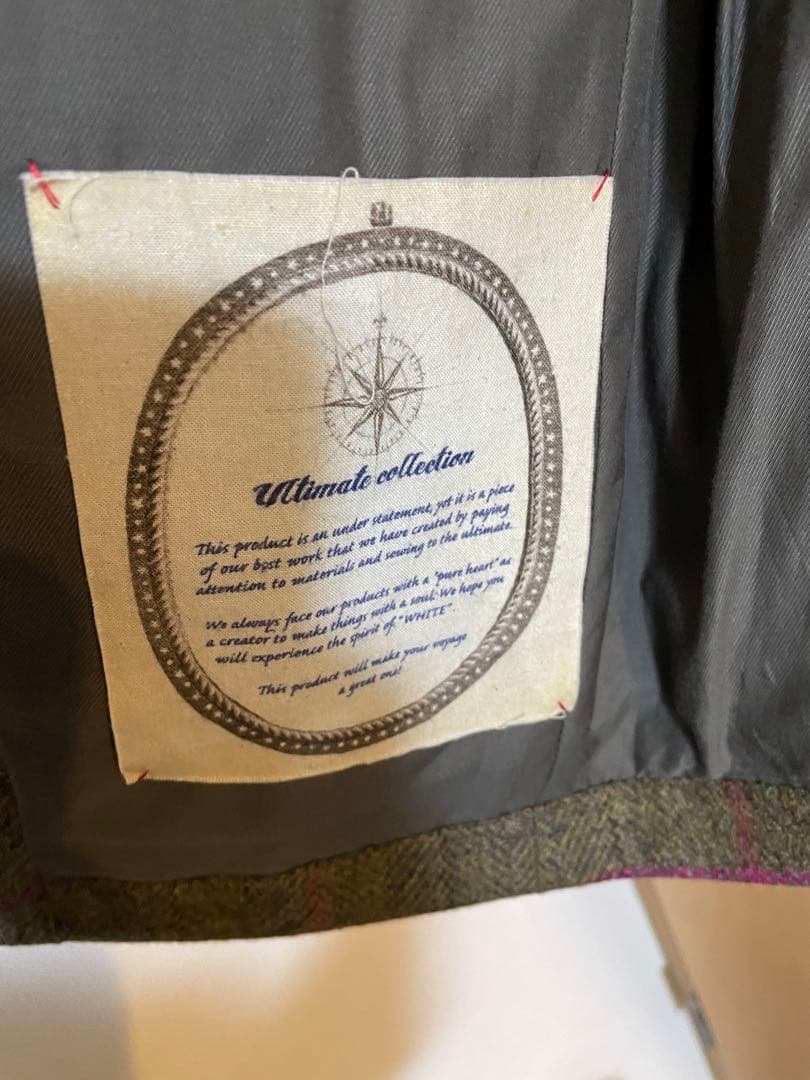 Ultimate collection
This product is an under statement, yet it is a piece
of our best work that we have created by paying
attention to materials and sewing to the ultimate.
We always face our products with a "pure heart" as
a creator to make things with a soul. We hope you
will experience the spirit of "WHITE".
This product will make your voyage
a great one!